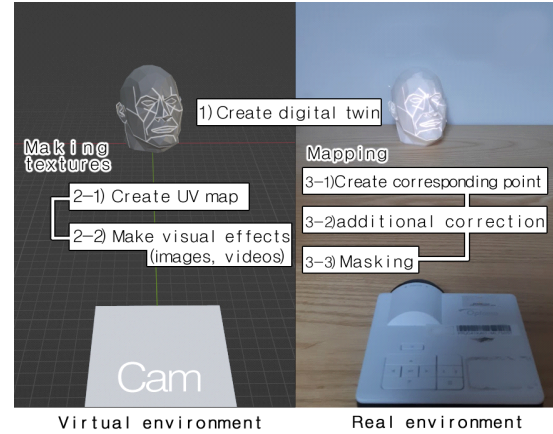 1) Create digital twin
Making
textures
2-1) Create UV map
2-2) Make visual effects
(images, videos)
Mapping
3-1)Create corresponding point
3-2)additional correction
3-3)Masking
Cam
Virtual environment
Real environment